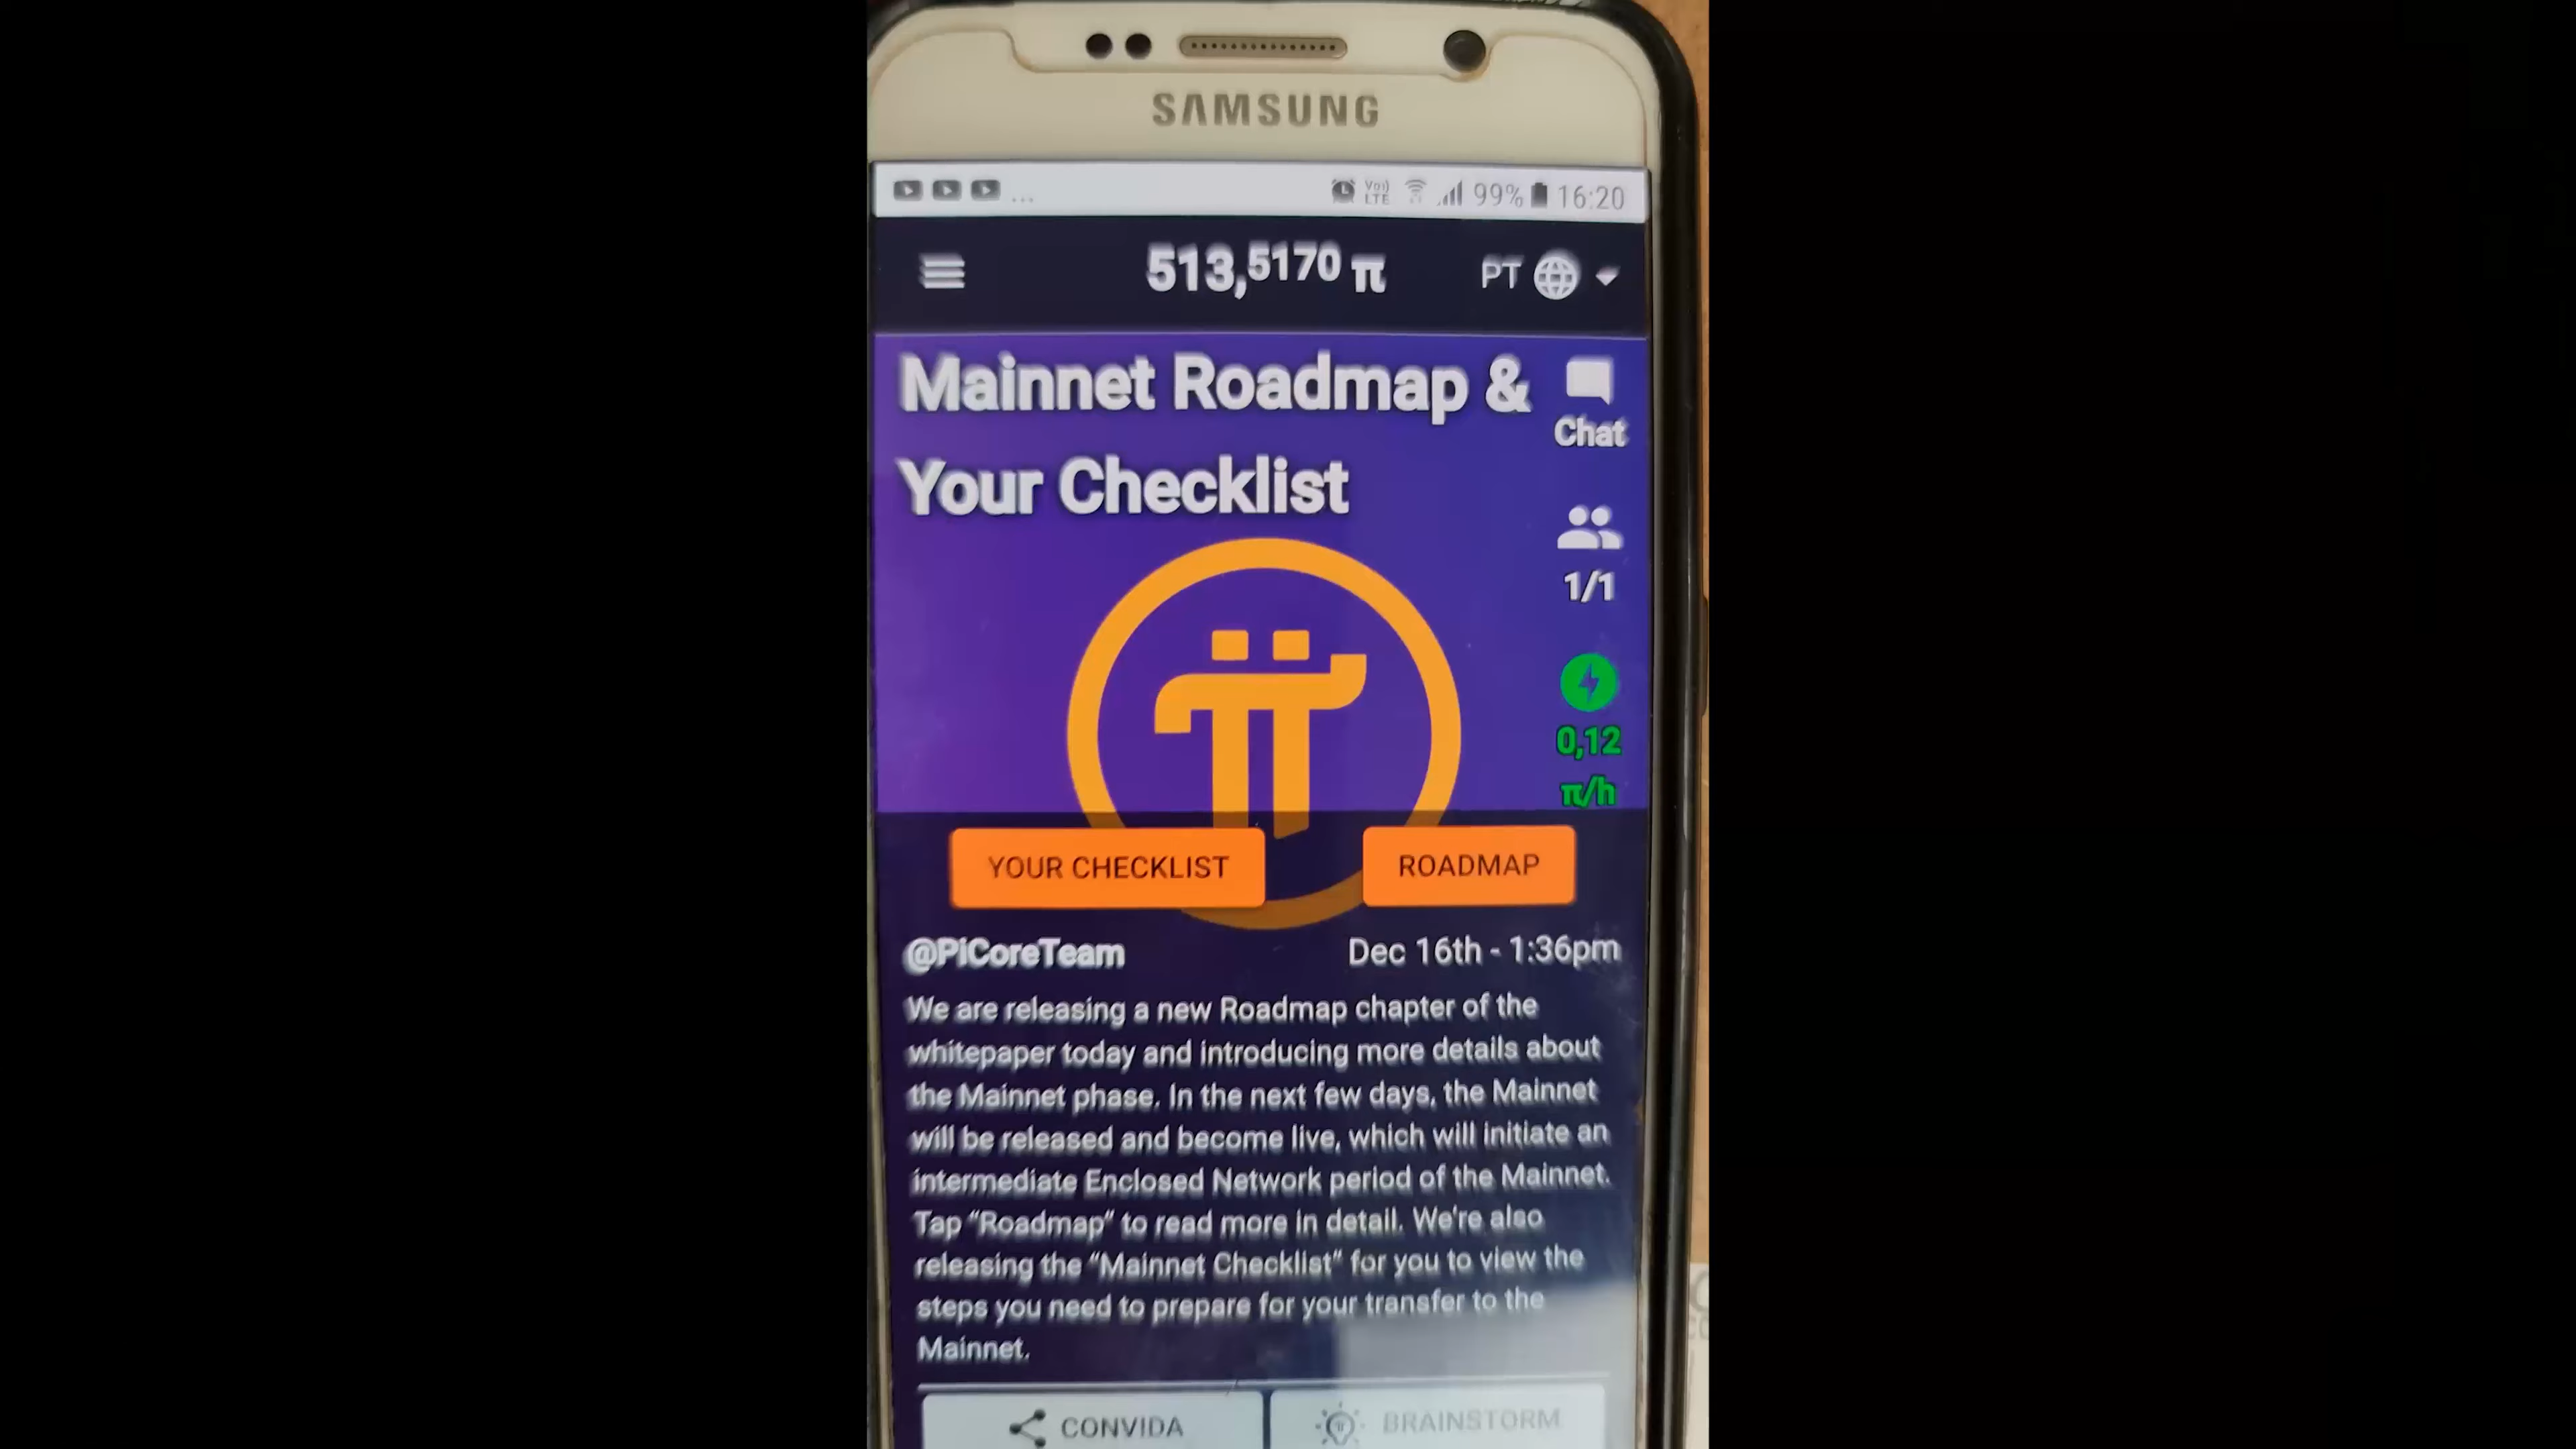 SAMSUNG
... Vo)) LTE 99% 16:20
513,5170 π PT
Mainnet Roadmap &
Your Checklist
Chat
1/1
0,12
π/h
YOUR CHECKLIST ROADMAP
@PiCoreTeam Dec 16th - 1:36pm
We are releasing a new Roadmap chapter of the
whitepaper today and introducing more details about
the Mainnet phase. In the next few days, the Mainnet
will be released and become live, which will initiate an
intermediate Enclosed Network period of the Mainnet.
Tap “Roadmap” to read more in detail. We're also
releasing the “Mainnet Checklist” for you to view the
steps you need to prepare for your transfer to the
Mainnet.
CONVIDA BRAINSTORM